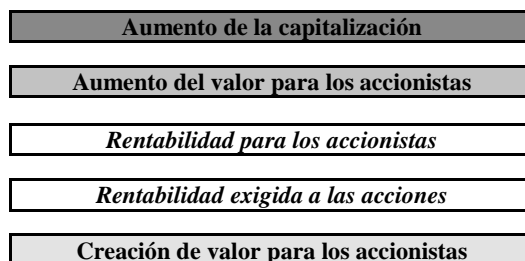 Aumento de la capitalización
Aumento del valor para los accionistas
Rentabilidad para los accionistas
Rentabilidad exigida a las acciones
Creación de valor para los accionistas